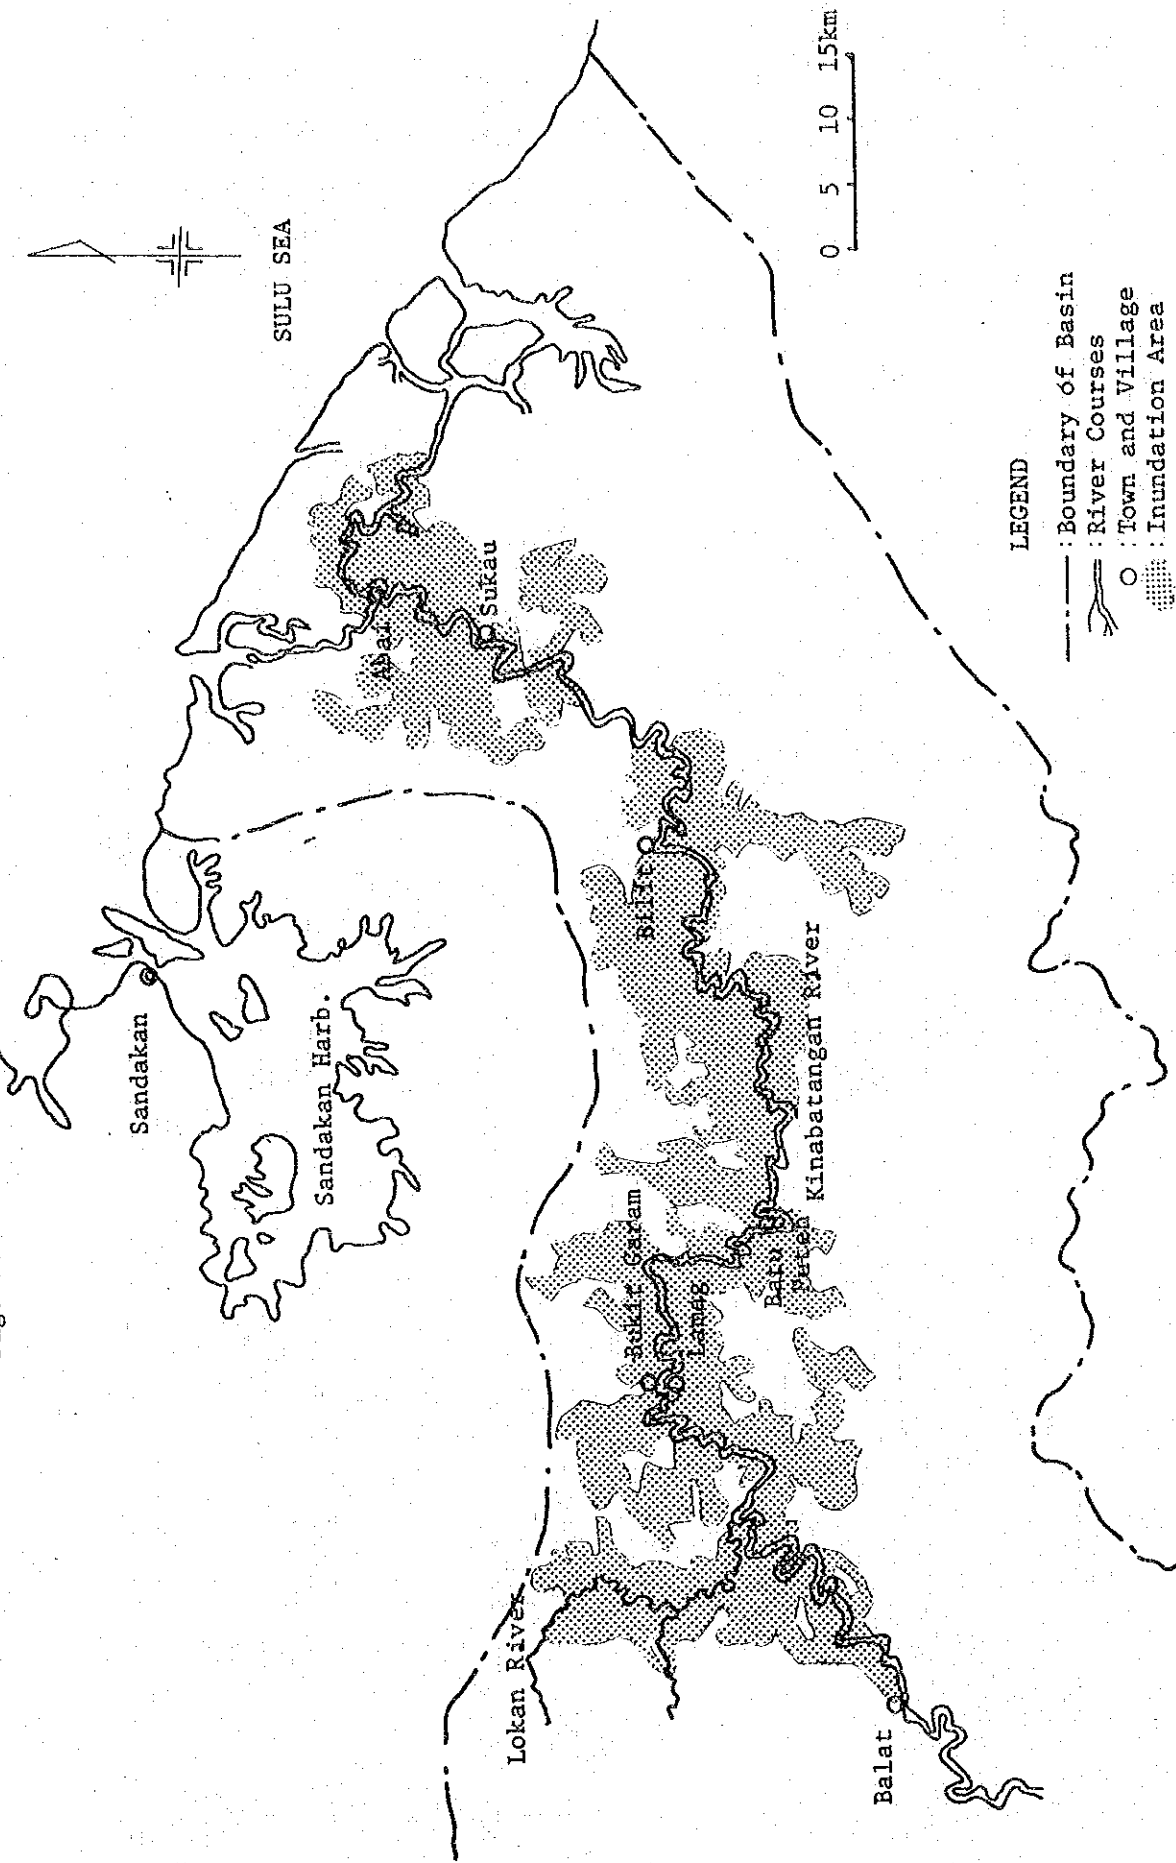 Sandakan
SULU SEA
Sandakan Harb.
Abai
Sukau
Lokan River
Bukit Garam
Bilit
Lamag
Batu
Puteh
Kinabatangan River
Balat
0 5 10 15km
LEGEND
: Boundary of Basin
: River Courses
: Town and Village
: Inundation Area